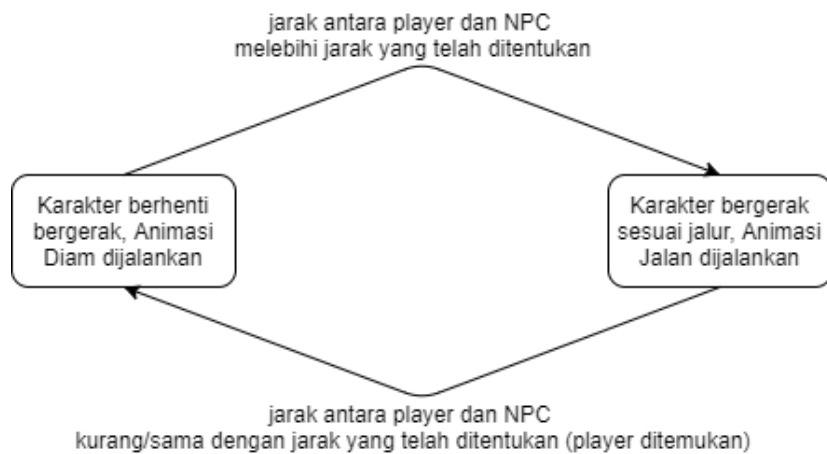 jarak antara player dan NPC
melebihi jarak yang telah ditentukan
Karakter berhenti
bergerak, Animasi
Diam dijalankan
Karakter bergerak
sesuai jalur, Animasi
Jalan dijalankan
jarak antara player dan NPC
kurang/sama dengan jarak yang telah ditentukan (player ditemukan)